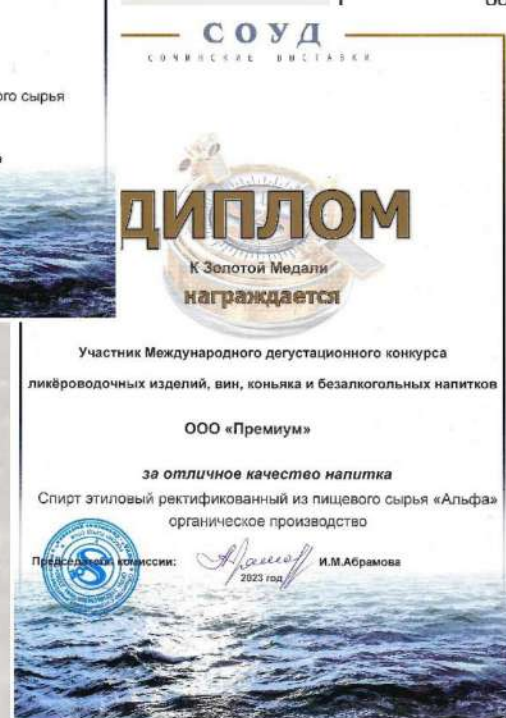 СОУД
СОЧИНСКИЕ ВЫСТАВКИ
ого сырья
ДИПЛОМ
К Золотой Медали
награждается
Участник Международного дегустационного конкурса
ликёроводочных изделий, вин, коньяка и безалкогольных напитков
ООО «Премиум»
за отличное качество напитка
Спирт этиловый ректификованный из пищевого сырья «Альфа»
органическое производство
Председатель комиссии: И.М.Абрамова
2023 год